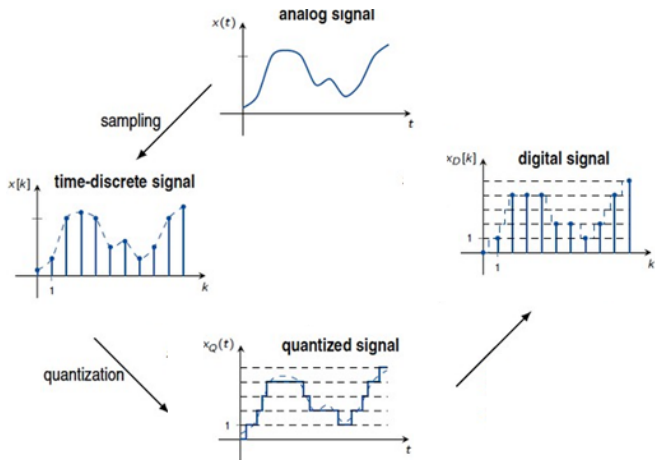 analog signal
x(t)
t
sampling
time-discrete signal
x[k]
1
k
digital signal
x_D[k]
1
1
k
quantization
quantized signal
x_Q(t)
1
t